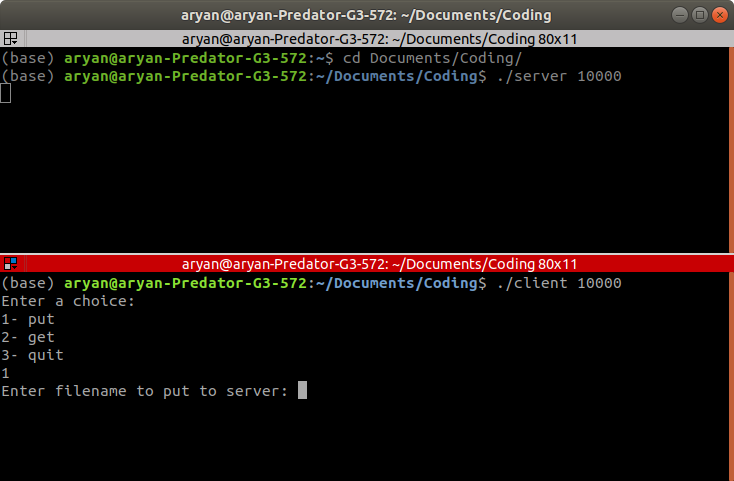 aryan@aryan-Predator-G3-572: ~/Documents/Coding
aryan@aryan-Predator-G3-572: ~/Documents/Coding 80x11
(base) aryan@aryan-Predator-G3-572:~$ cd Documents/Coding/
(base) aryan@aryan-Predator-G3-572:~/Documents/Coding$ ./server 10000
aryan@aryan-Predator-G3-572: ~/Documents/Coding 80x11
(base) aryan@aryan-Predator-G3-572:~/Documents/Coding$ ./client 10000
Enter a choice:
1- put
2- get
3- quit
1
Enter filename to put to server: